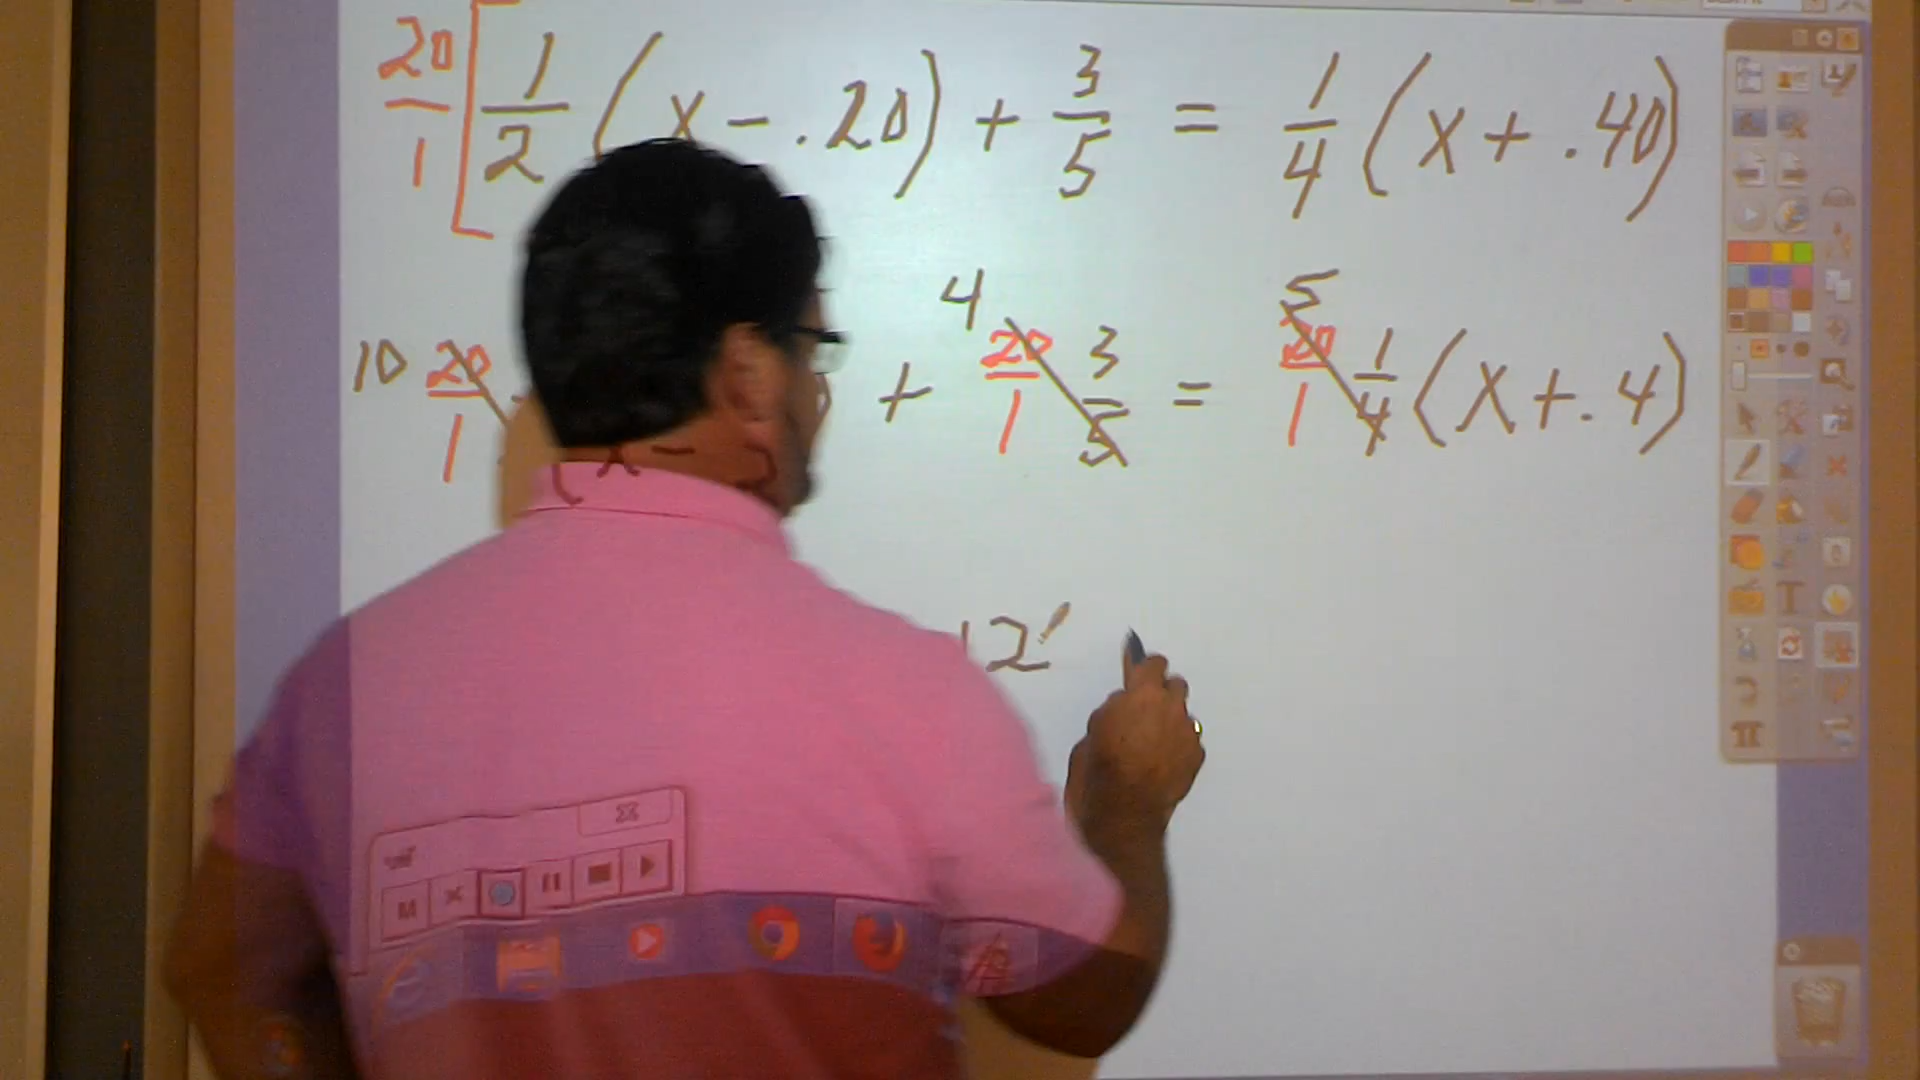 20/1 [ 1/2 (x - .20) + 3/5 = 1/4 (x + .40)
10 20/1 (x - 2 + 4 20/1 3/5 = 5 20/1 1/4 (x + .4)
12